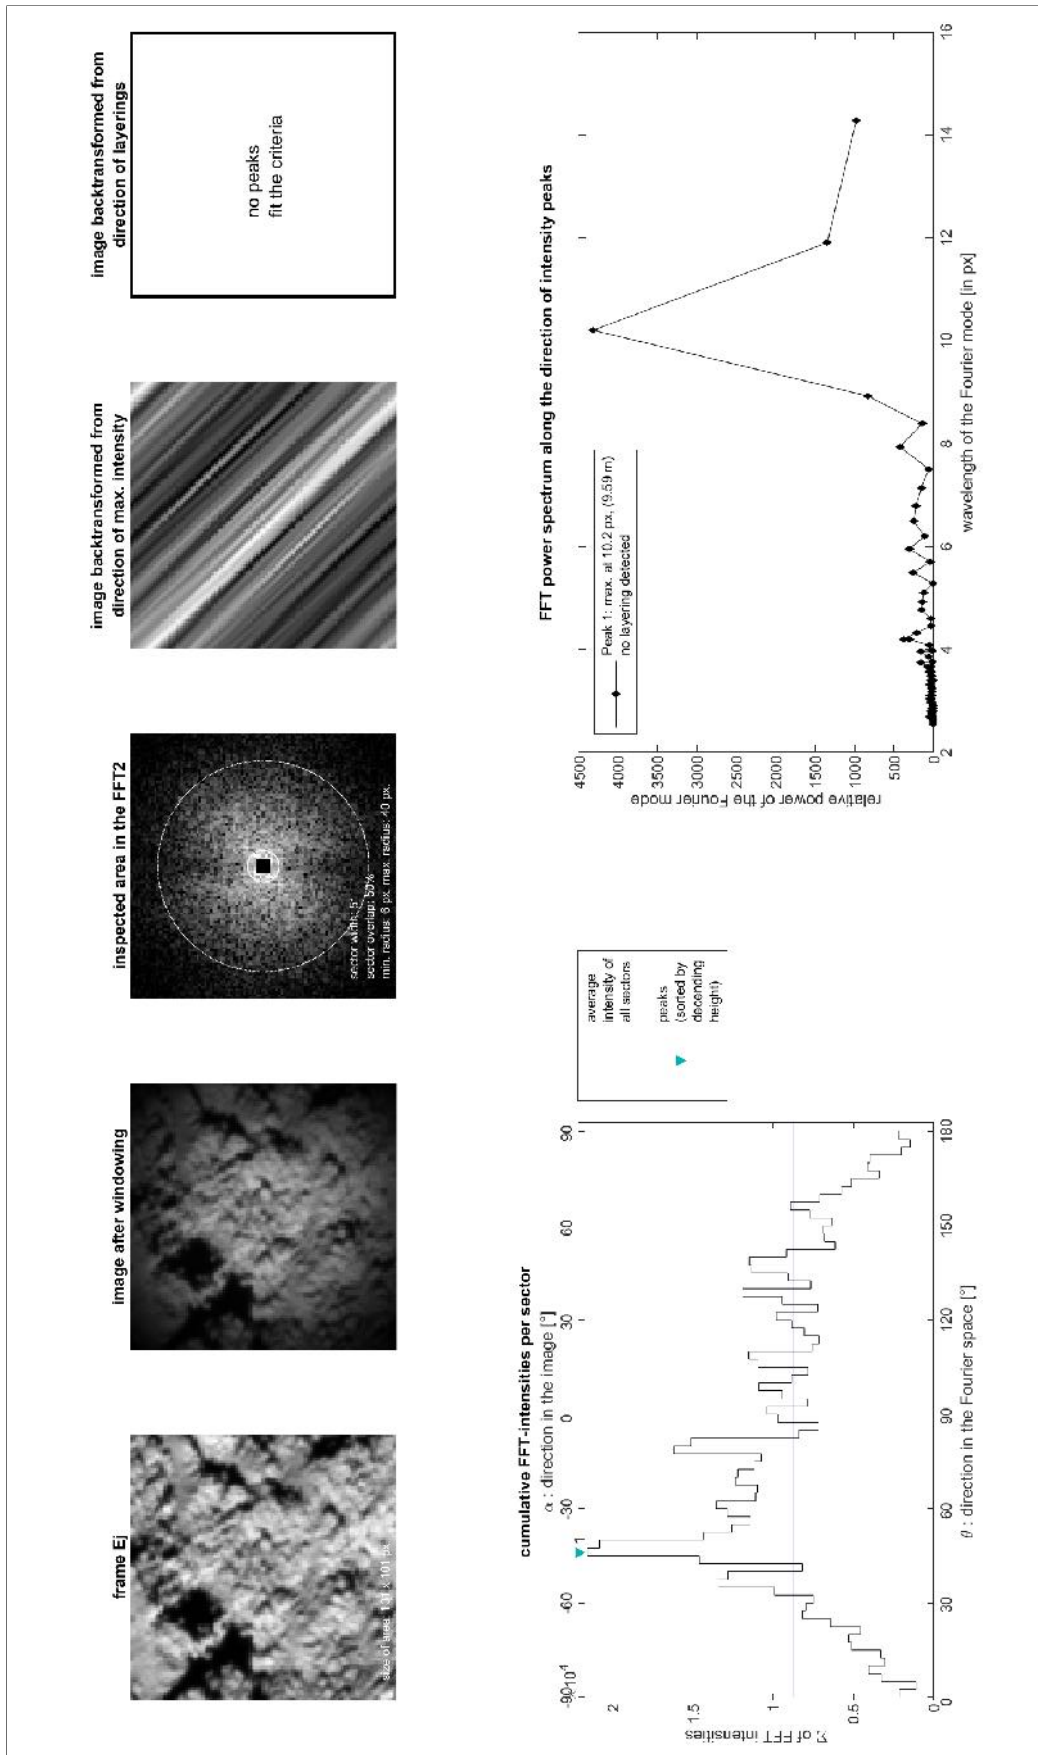 frame Ej
size of area: 101 x 101 px
image after windowing
inspected area in the FFT2
sector width: 5°
sector overlap: 50%
min. radius: 6 px, max. radius: 40 px.
image backtransformed from
direction of max. intensity
image backtransformed from
direction of layerings
no peaks
fit the criteria
cumulative FFT-intensities per sector
α : direction in the image [°]
-90 -60 -30 0 30 60 90
10⁴
2
1.5
1
0.5
0
Σ of FFT intensities
1
0 30 60 90 120 150 180
θ : direction in the Fourier space [°]
average
intensity of
all sectors
peaks
(sorted by
decending
height)
FFT power spectrum along the direction of intensity peaks
Peak 1: max. at 10.2 px, (9.59 m)
no layering detected
4500
4000
3500
3000
2500
2000
1500
1000
500
0
relative power of the Fourier mode
2 4 6 8 10 12 14 16
wavelength of the Fourier mode [in px]